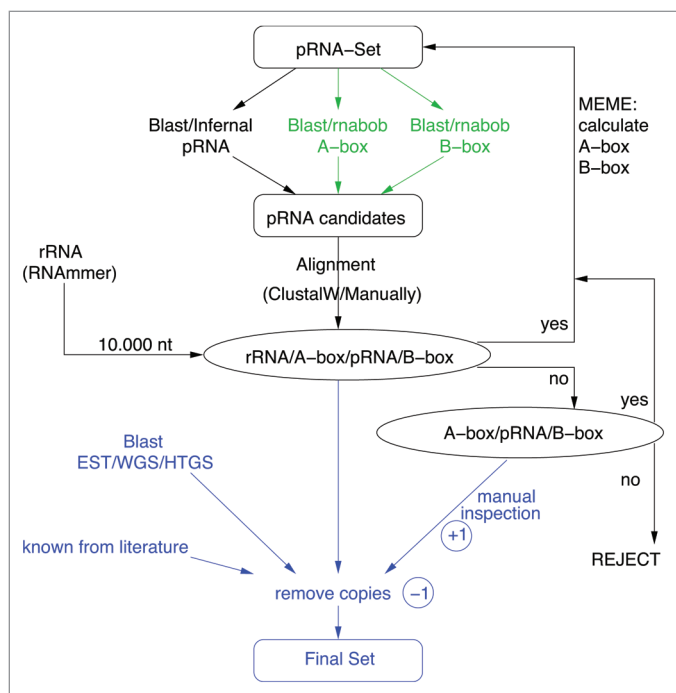 pRNA−Set
Blast/Infernal
pRNA
Blast/rnabob
A−box
Blast/rnabob
B−box
MEME:
calculate
A−box
B−box
pRNA candidates
rRNA
(RNAmmer)
Alignment
(ClustalW/Manually)
10.000 nt
rRNA/A−box/pRNA/B−box
yes
no
yes
A−box/pRNA/B−box
no
Blast
EST/WGS/HTGS
manual
inspection
+1
known from literature
REJECT
remove copies
−1
Final Set